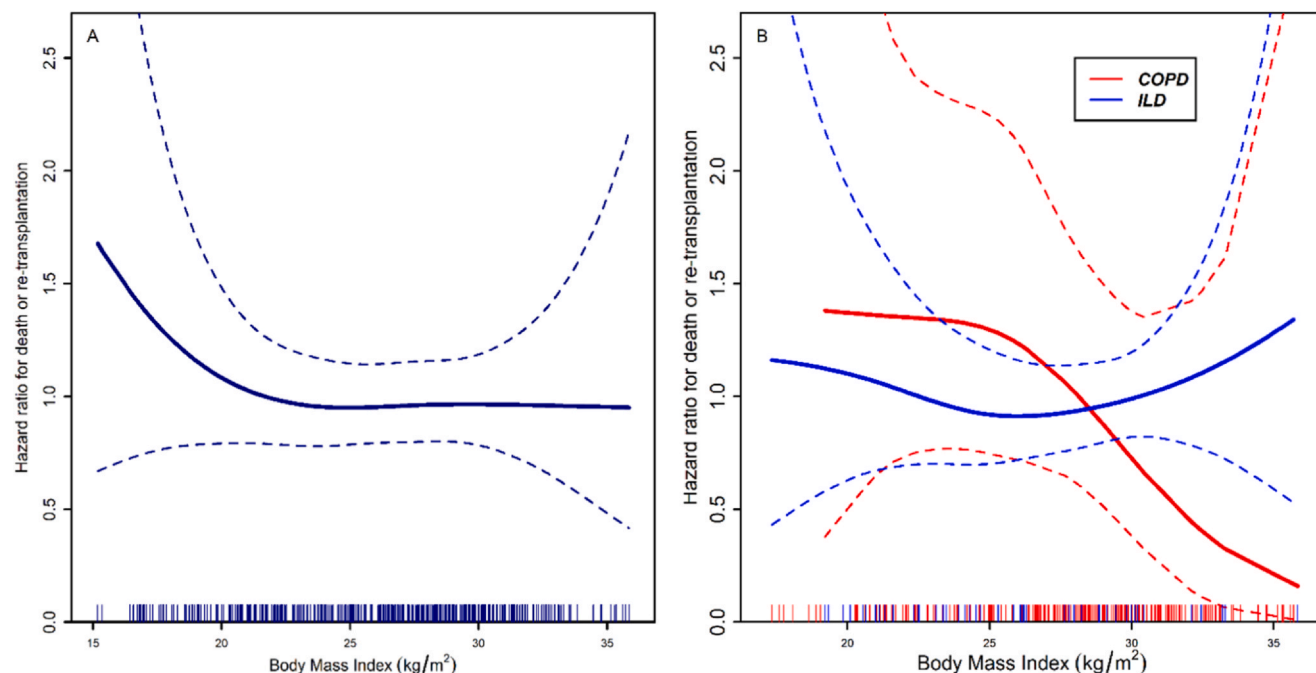 A
Hazard ratio for death or re-transplantation
2.5
2.0
1.5
1.0
0.5
0.0
15 20 25 30 35
Body Mass Index (kg/m²)
B
Hazard ratio for death or re-transplantation
2.5
2.0
1.5
1.0
0.5
0.0
COPD
ILD
20 25 30 35
Body Mass Index (kg/m²)